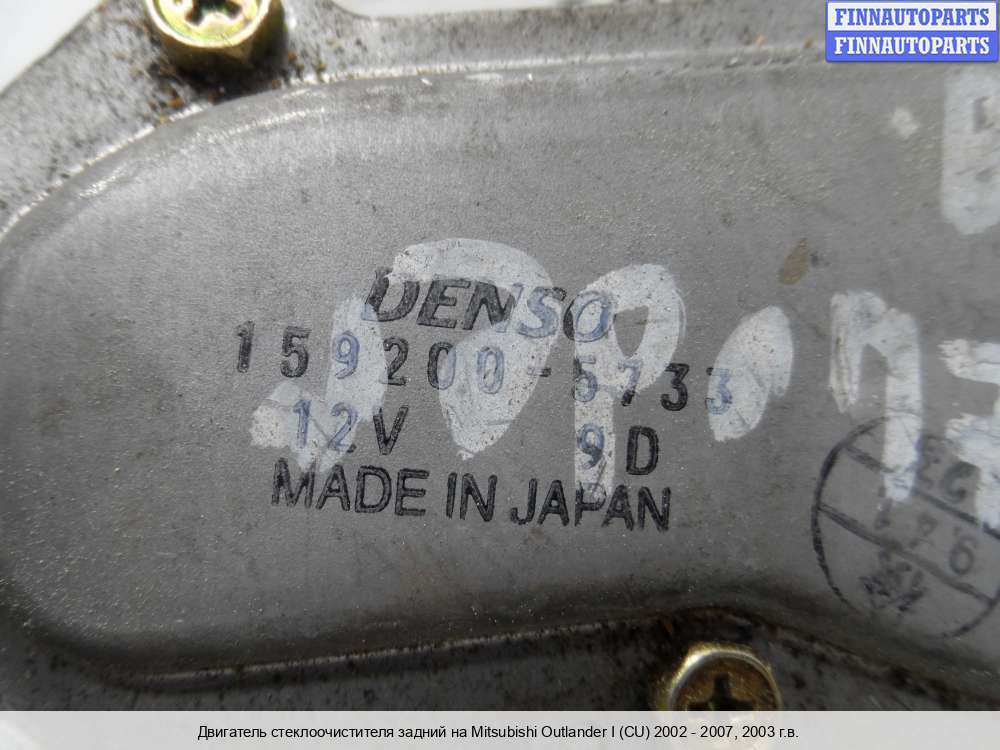 FINNAUTOPARTS
FINNAUTOPARTS
DENSO
159200-5733
12V 9D
MADE IN JAPAN
Двигатель стеклоочистителя задний на Mitsubishi Outlander I (CU) 2002 - 2007, 2003 г.в.